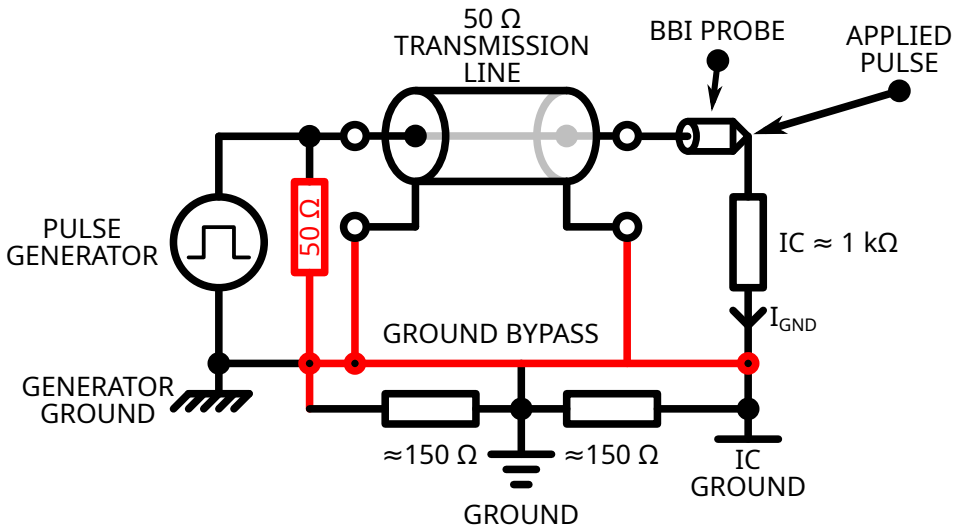 50 Ω
TRANSMISSION
LINE
BBI PROBE
APPLIED
PULSE
PULSE
GENERATOR
50 Ω
IC ≈ 1 kΩ
I_GND
GROUND BYPASS
GENERATOR
GROUND
≈150 Ω
≈150 Ω
IC
GROUND
GROUND